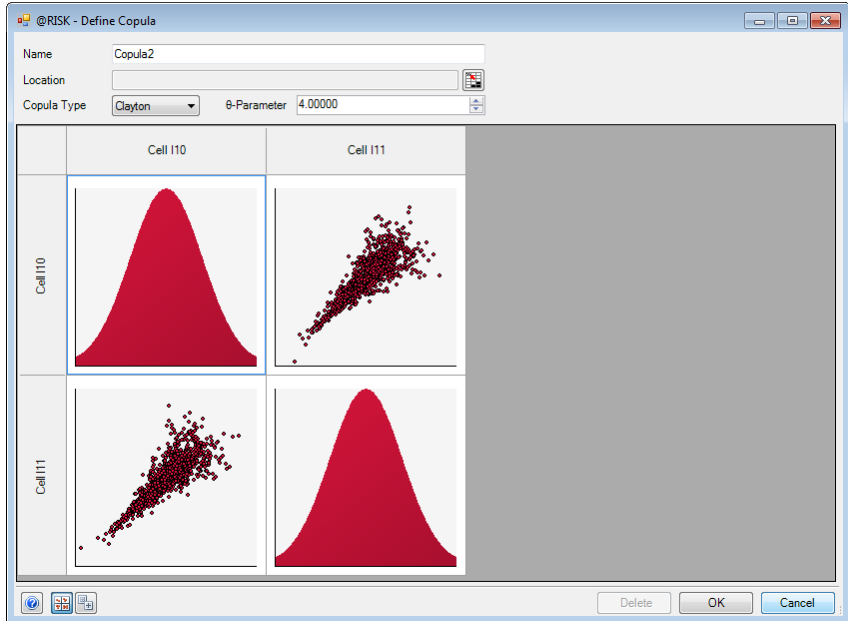 @RISK - Define Copula
Name Copula2
Location
Copula Type Clayton θ-Parameter 4.00000
Cell I10 Cell I11
Cell I10
Cell I11
Delete OK Cancel